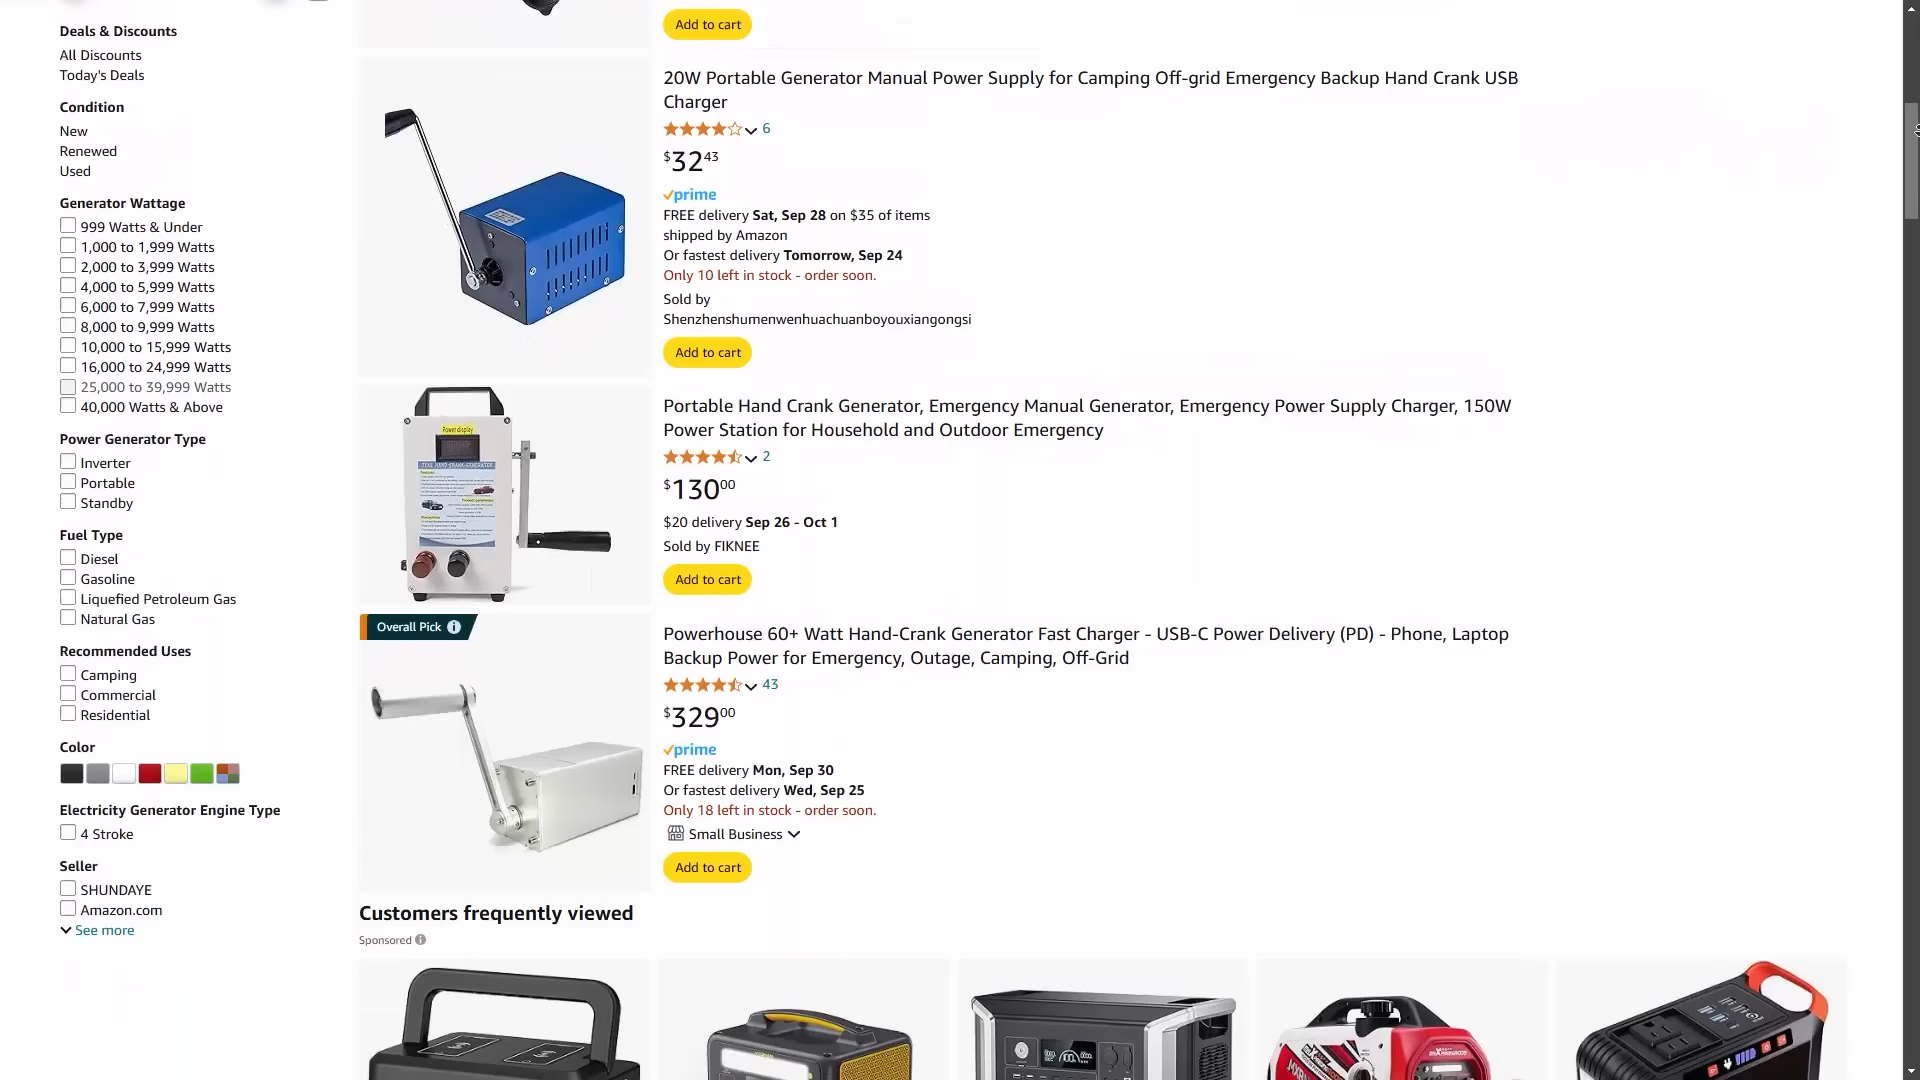 Deals & Discounts
All Discounts
Today's Deals
Condition
New
Renewed
Used
Generator Wattage
999 Watts & Under
1,000 to 1,999 Watts
2,000 to 3,999 Watts
4,000 to 5,999 Watts
6,000 to 7,999 Watts
8,000 to 9,999 Watts
10,000 to 15,999 Watts
16,000 to 24,999 Watts
25,000 to 39,999 Watts
40,000 Watts & Above
Power Generator Type
Inverter
Portable
Standby
Fuel Type
Diesel
Gasoline
Liquefied Petroleum Gas
Natural Gas
Recommended Uses
Camping
Commercial
Residential
Color
Electricity Generator Engine Type
4 Stroke
Seller
SHUNDAYE
Amazon.com
See more
Add to cart
20W Portable Generator Manual Power Supply for Camping Off-grid Emergency Backup Hand Crank USB
Charger
6
$32.43
prime
FREE delivery Sat, Sep 28 on $35 of items
shipped by Amazon
Or fastest delivery Tomorrow, Sep 24
Only 10 left in stock - order soon.
Sold by
Shenzhenshumenwenhuachuanboyouxiangongsi
Add to cart
Power display
Portable Hand Crank Generator, Emergency Manual Generator, Emergency Power Supply Charger, 150W
Power Station for Household and Outdoor Emergency
2
$130.00
$20 delivery Sep 26 - Oct 1
Sold by FIKNEE
Add to cart
Overall Pick
Powerhouse 60+ Watt Hand-Crank Generator Fast Charger - USB-C Power Delivery (PD) - Phone, Laptop
Backup Power for Emergency, Outage, Camping, Off-Grid
43
$329.00
prime
FREE delivery Mon, Sep 30
Or fastest delivery Wed, Sep 25
Only 18 left in stock - order soon.
Small Business
Add to cart
Customers frequently viewed
Sponsored